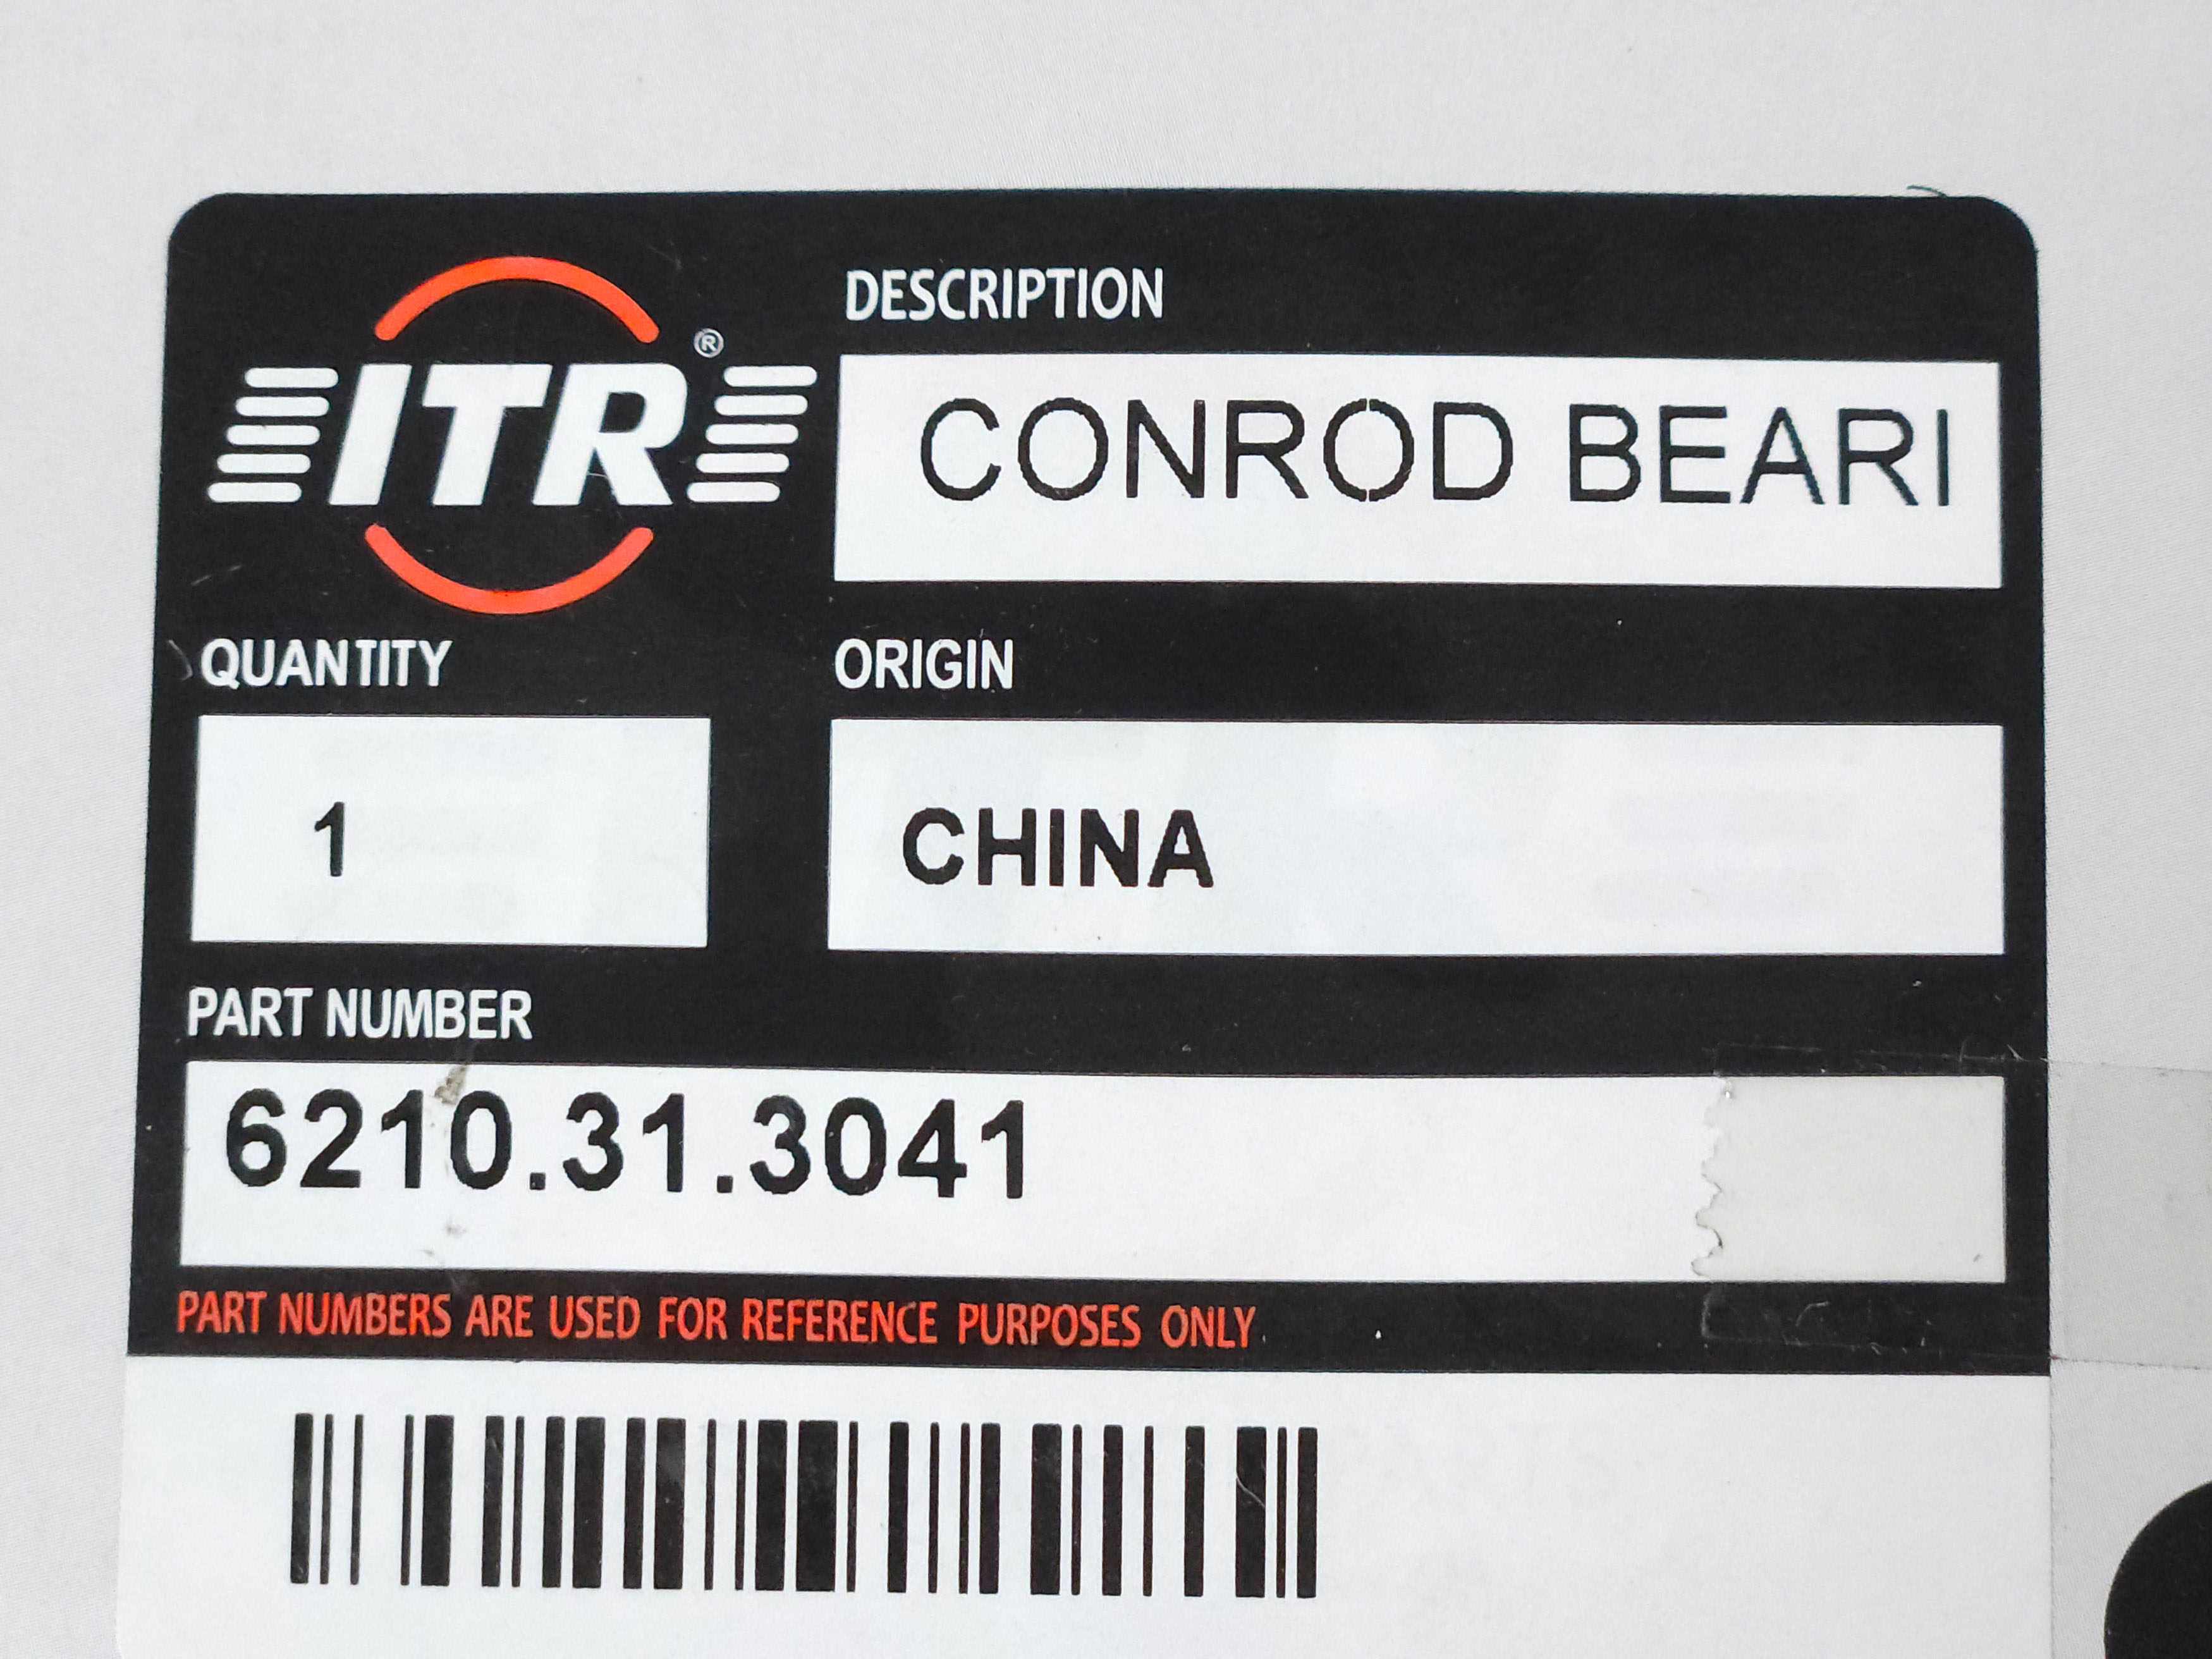 ITR®
DESCRIPTION
CONROD BEARI
QUANTITY
ORIGIN
1
CHINA
PART NUMBER
6210.31.3041
PART NUMBERS ARE USED FOR REFERENCE PURPOSES ONLY